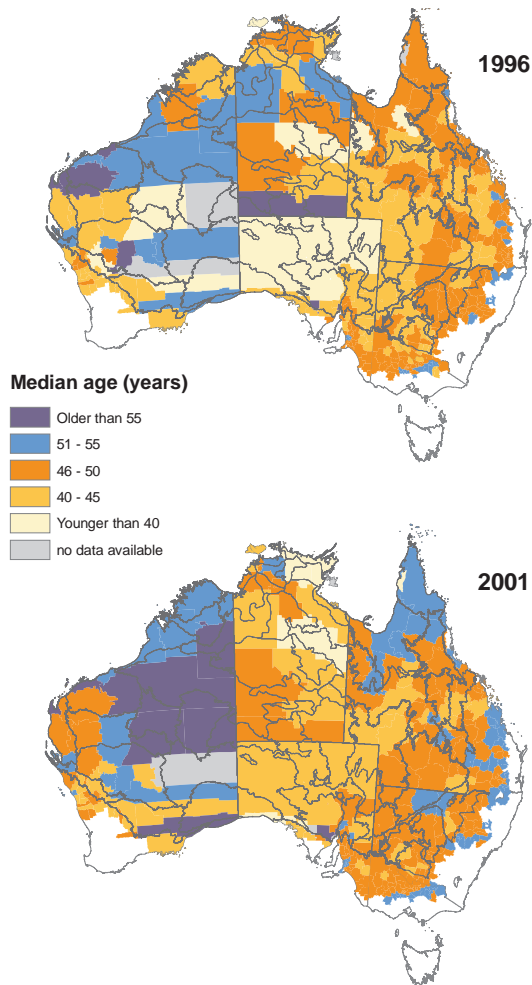 1996
Median age (years)
Older than 55
51 - 55
46 - 50
40 - 45
Younger than 40
no data available
2001